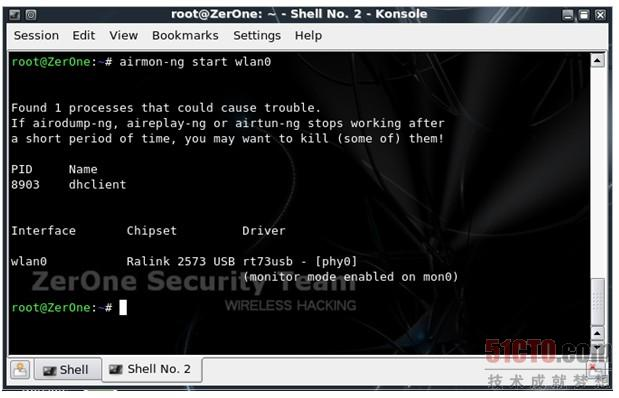 root@ZerOne: ~ - Shell No. 2 - Konsole
Session Edit View Bookmarks Settings Help
root@ZerOne:~# airmon-ng start wlan0
Found 1 processes that could cause trouble.
If airodump-ng, aireplay-ng or airtun-ng stops working after
a short period of time, you may want to kill (some of) them!
PID Name
8903 dhclient
Interface Chipset Driver
wlan0 Ralink 2573 USB rt73usb - [phy0]
(monitor mode enabled on mon0)
ZerOne Security Team
WIRELESS HACKING
root@ZerOne:~#
51CTO.com
技术成就梦想
Shell Shell No. 2